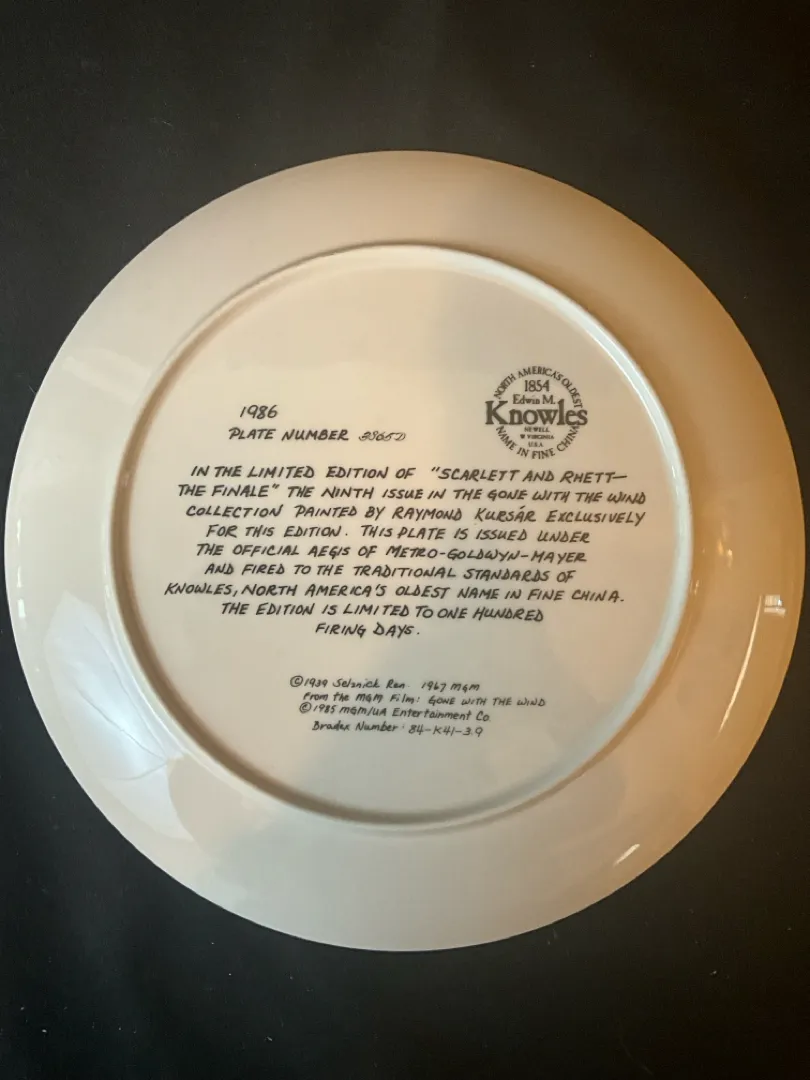 NORTH AMERICA'S OLDEST
1854
Edwin M.
Knowles
NEWELL
W VIRGINIA
U.S.A
NAME IN FINE CHINA
1986
PLATE NUMBER
IN THE LIMITED EDITION OF "SCARLETT AND RHETT—
THE FINALE" THE NINTH ISSUE IN THE GONE WITH THE WIND
COLLECTION PAINTED BY RAYMOND KURSÁR EXCLUSIVELY
FOR THIS EDITION. THIS PLATE IS ISSUED UNDER
THE OFFICIAL AEGIS OF METRO-GOLDWYN-MAYER
AND FIRED TO THE TRADITIONAL STANDARDS OF
KNOWLES, NORTH AMERICA'S OLDEST NAME IN FINE CHINA.
THE EDITION IS LIMITED TO ONE HUNDRED
FIRING DAYS.
©1939 Selznick Ren. 1967 MGM
From the MGM Film: GONE WITH THE WIND
©1985 MGM/UA Entertainment Co.
Bradex Number: 84-K41-3.9